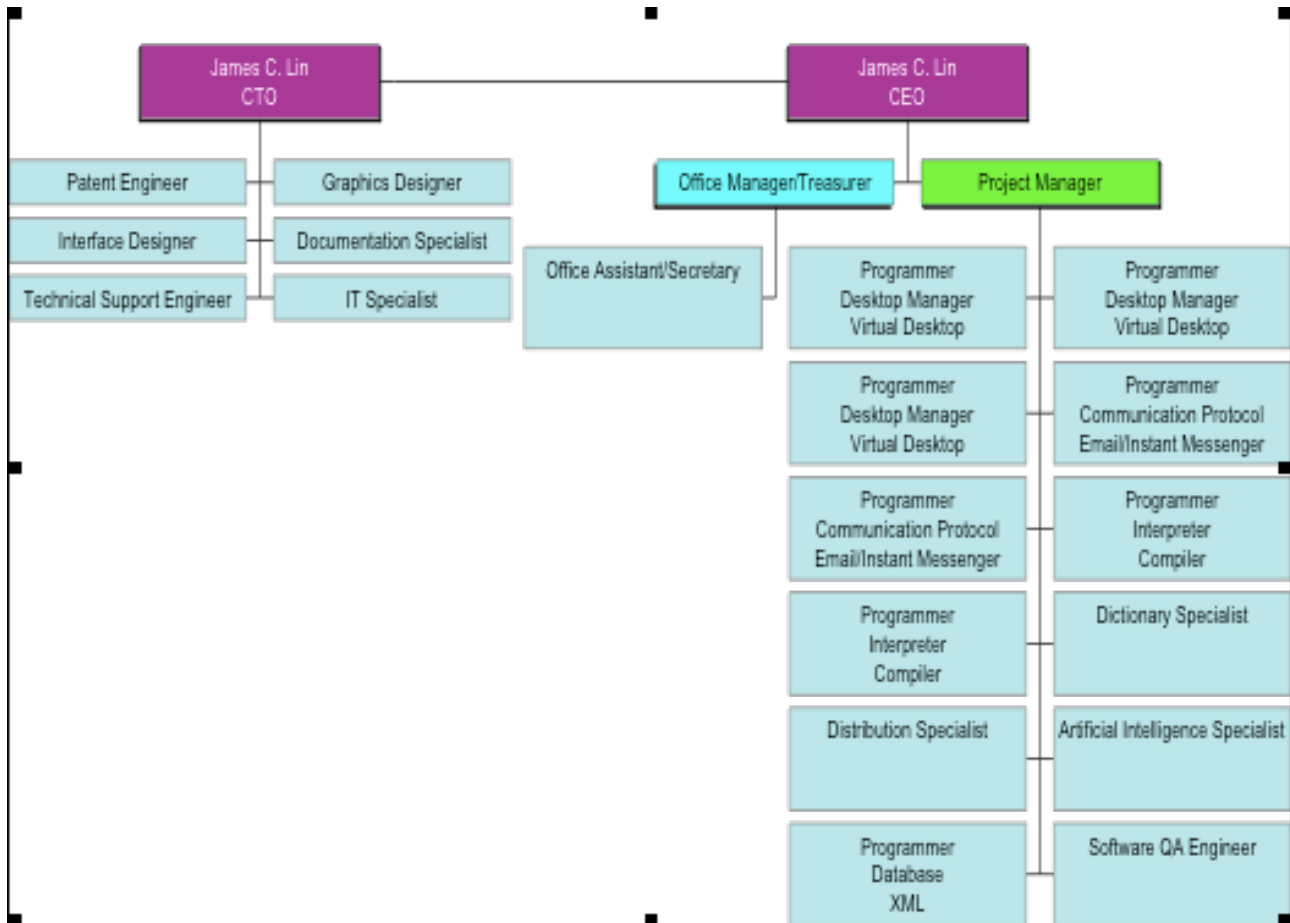 James C. Lin
CTO
James C. Lin
CEO
Patent Engineer
Graphics Designer
Office Manager/Treasurer
Project Manager
Interface Designer
Documentation Specialist
Technical Support Engineer
IT Specialist
Office Assistant/Secretary
Programmer
Desktop Manager
Virtual Desktop
Programmer
Desktop Manager
Virtual Desktop
Programmer
Desktop Manager
Virtual Desktop
Programmer
Communication Protocol
Email/Instant Messenger
Programmer
Communication Protocol
Email/Instant Messenger
Programmer
Interpreter
Compiler
Programmer
Interpreter
Compiler
Dictionary Specialist
Distribution Specialist
Artificial Intelligence Specialist
Programmer
Database
XML
Software QA Engineer